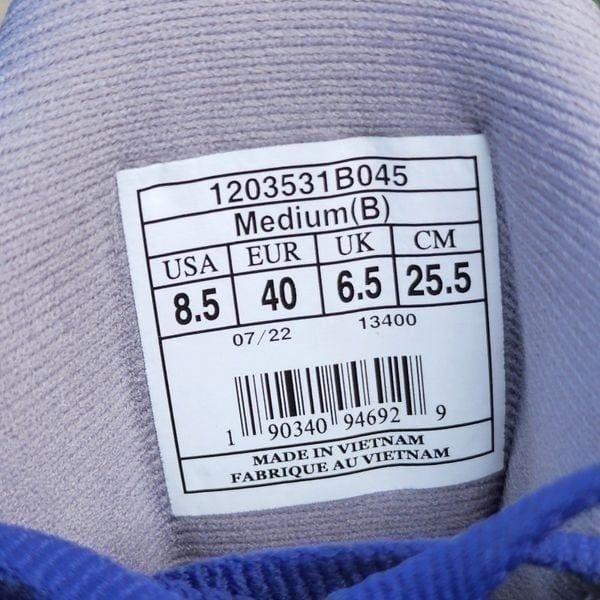 1203531B045
Medium(B)
USA EUR UK CM
8.5 40 6.5 25.5
07/22 13400
1 90340 94692 9
MADE IN VIETNAM
FABRIQUE AU VIETNAM